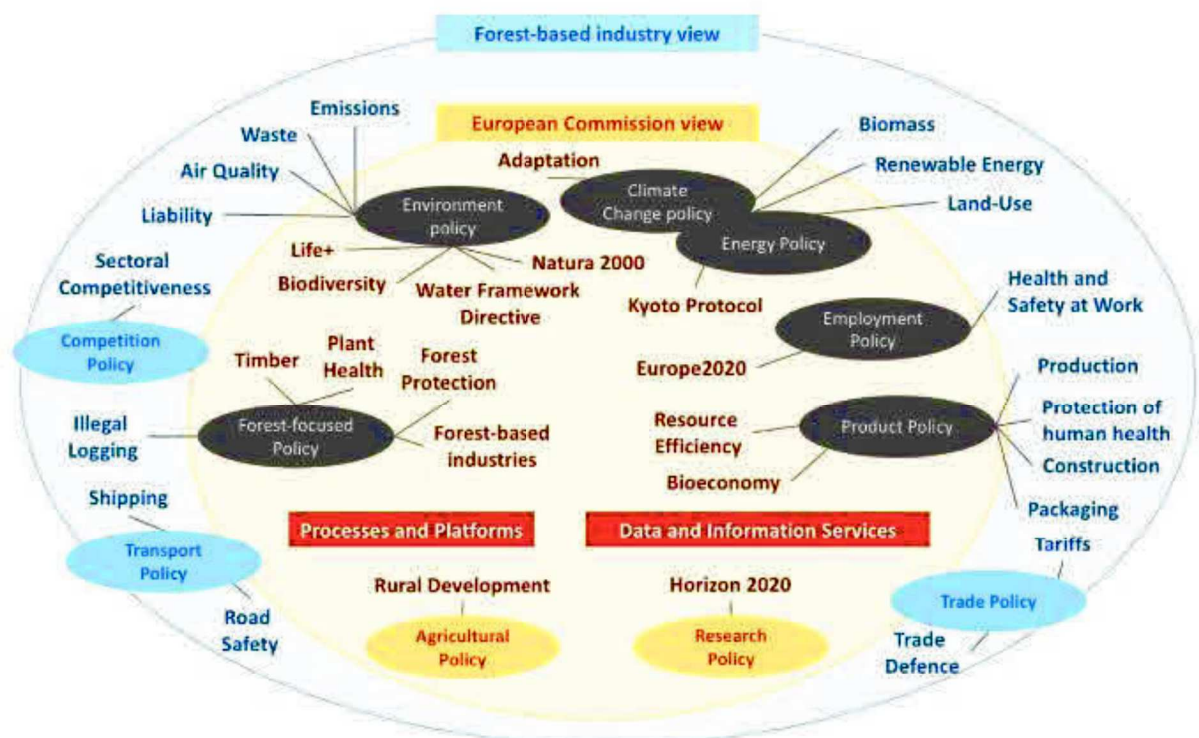 Forest-based industry view
Emissions
European Commission view
Biomass
Waste
Adaptation
Renewable Energy
Air Quality
Climate
Change policy
Environment
policy
Land-Use
Liability
Energy Policy
Life+
Natura 2000
Biodiversity
Water Framework
Directive
Kyoto Protocol
Health and
Safety at Work
Sectoral
Competitiveness
Employment
Policy
Competition
Policy
Timber
Plant
Health
Forest
Protection
Europe2020
Production
Illegal
Logging
Forest-focused
Policy
Forest-based
industries
Resource
Efficiency
Product Policy
Protection of
human health
Construction
Bioeconomy
Shipping
Packaging
Processes and Platforms
Data and Information Services
Tariffs
Transport
Policy
Rural Development
Horizon 2020
Trade Policy
Road
Safety
Agricultural
Policy
Research
Policy
Trade
Defence